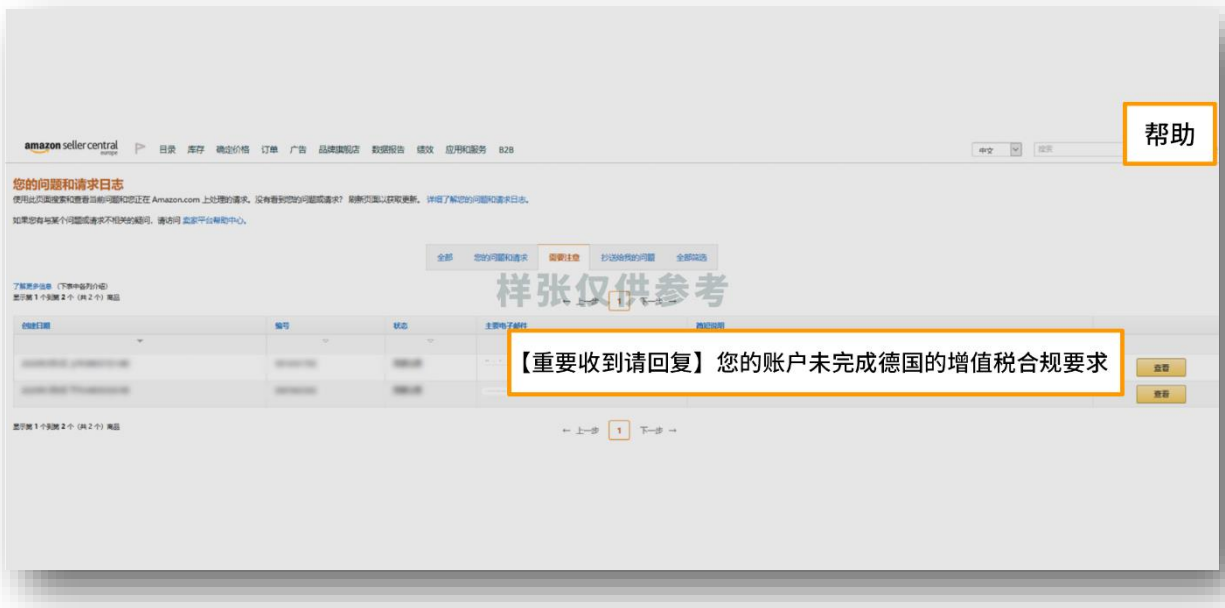 帮助
amazon seller central
europe
目录 库存 确定价格 订单 广告 品牌旗舰店 数据报告 绩效 应用和服务 B2B
中文 搜索
您的问题和请求日志
使用此页面搜索和查看当前问题和您正在 Amazon.com 上处理的请求。没有看到您的问题或请求？ 刷新页面以获取更新。 详细了解您的问题和请求日志。
如果您有与某个问题或请求不相关的疑问，请访问 卖家平台帮助中心。
全部 您的问题和请求 需要注意 抄送给我的问题 全部筛选
样张仅供参考
了解更多信息 （下表中各列介绍）
显示第 1 个到第 2 个（共 2 个）商品
← 上一步 1 下一步 →
创建日期 编号 状态 主要电子邮件 简短说明
【重要收到请回复】您的账户未完成德国的增值税合规要求
查看
查看
显示第 1 个到第 2 个（共 2 个）商品
← 上一步 1 下一步 →